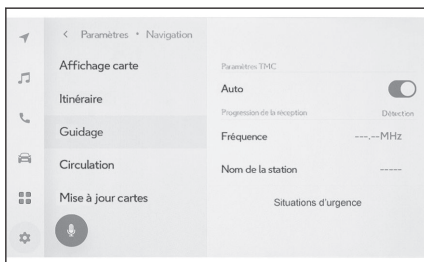 < Paramètres • Navigation
Affichage carte
Itinéraire
Guidage
Circulation
Mise à jour cartes
Paramètres TMC
Auto
Progression de la réception Détection
Fréquence ---.--MHz
Nom de la station -----
Situations d'urgence